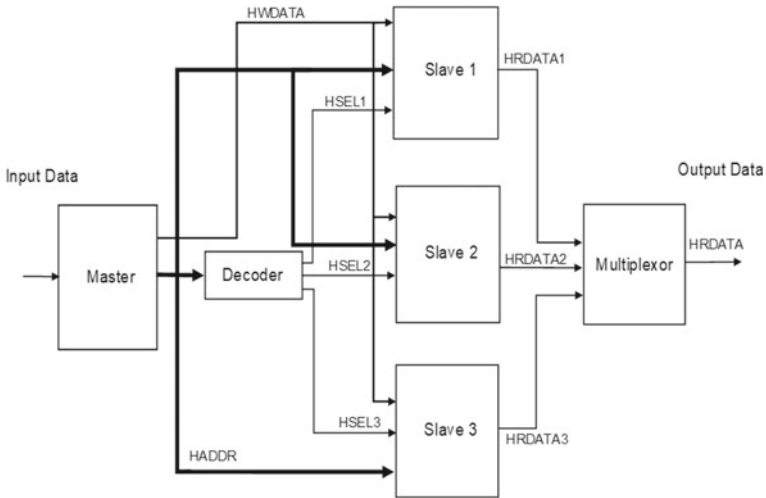 HWDATA
Slave 1
HRDATA1
HSEL1
Input Data
Output Data
Master
Decoder
HSEL2
Slave 2
HRDATA2
Multiplexor
HRDATA
HSEL3
Slave 3
HRDATA3
HADDR